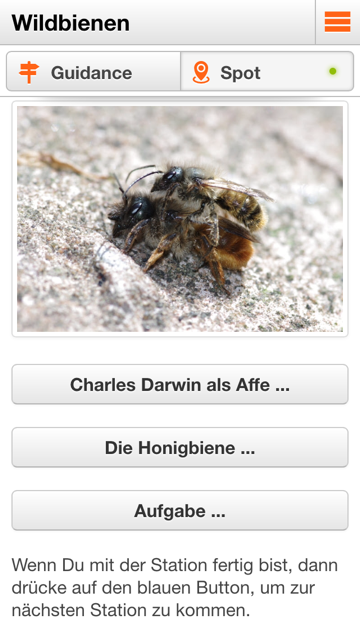 Wildbienen
Guidance
Spot
Charles Darwin als Affe ...
Die Honigbiene ...
Aufgabe ...
Wenn Du mit der Station fertig bist, dann
drücke auf den blauen Button, um zur
nächsten Station zu kommen.